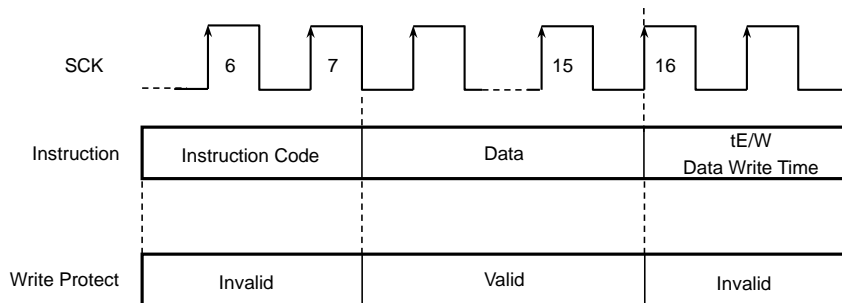 SCK
6
7
15
16
Instruction
Instruction Code
Data
tE/W
Data Write Time
Write Protect
Invalid
Valid
Invalid